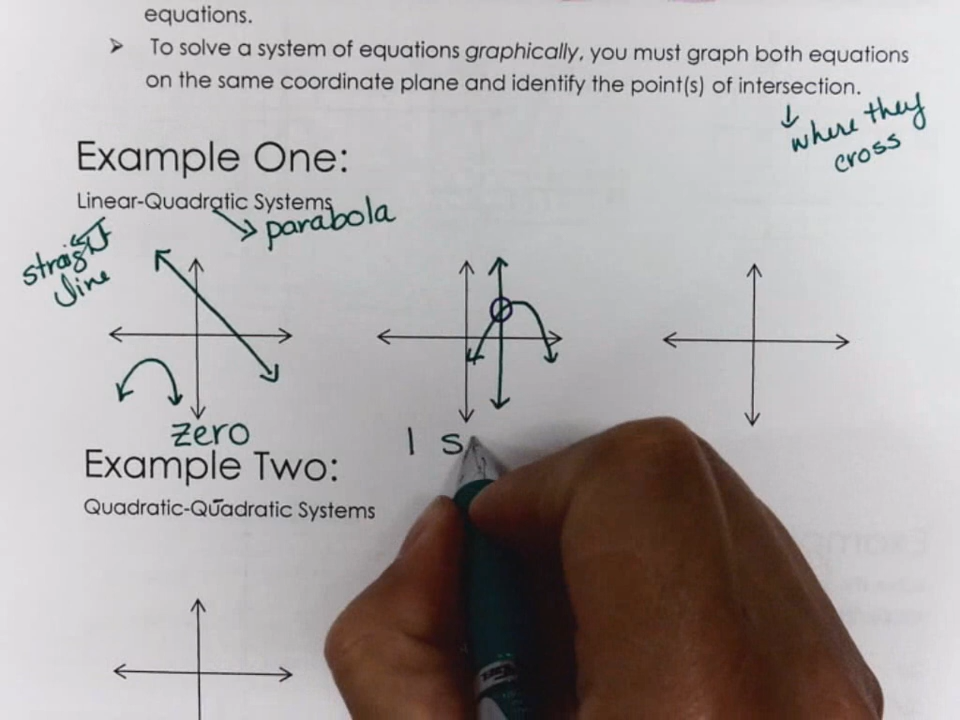 equations.
➢ To solve a system of equations graphically, you must graph both equations
on the same coordinate plane and identify the point(s) of intersection.
where they
cross
Example One:
Linear-Quadratic Systems
parabola
straight
line
zero
1 s
Example Two:
Quadratic-Quadratic Systems